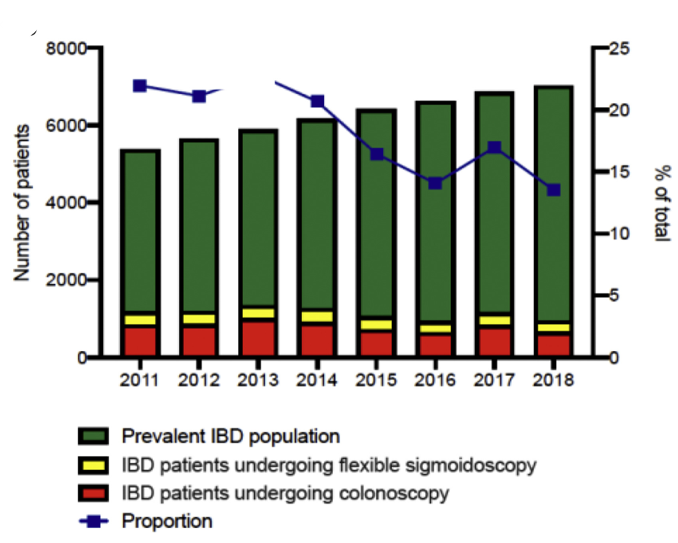 8000
6000
4000
2000
0
Number of patients
25
20
15
10
5
0
% of total
2011 2012 2013 2014 2015 2016 2017 2018
Prevalent IBD population
IBD patients undergoing flexible sigmoidoscopy
IBD patients undergoing colonoscopy
Proportion